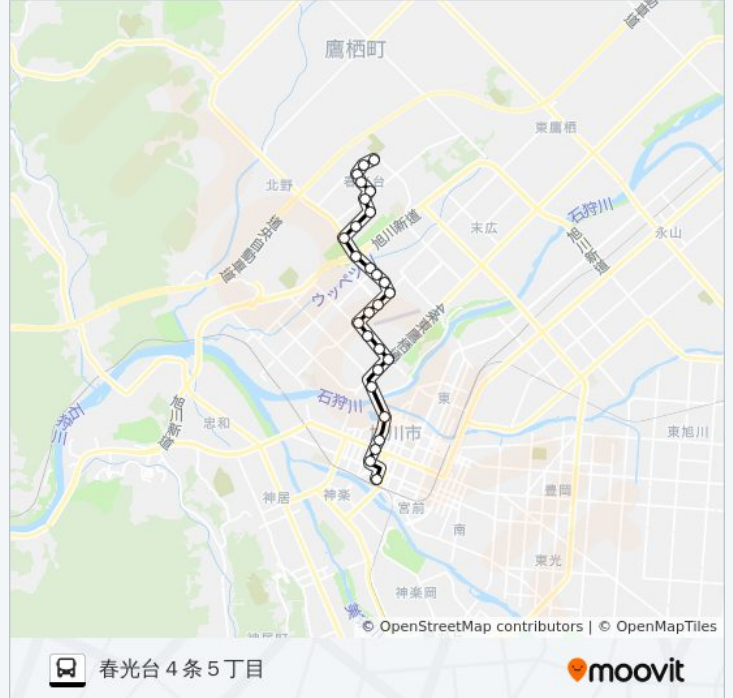 鷹栖町
東鷹栖
北野
春光台
石狩川
旭川新道
末広
旭川新道
永山
道央自動車道
ウッペツ
石狩川
東
旭川新道
忠和
旭川市
東旭川
神居
神楽
宮前
豊岡
南
東光
神楽岡
© OpenStreetMap contributors | © OpenMapTiles
春光台４条５丁目
moovit